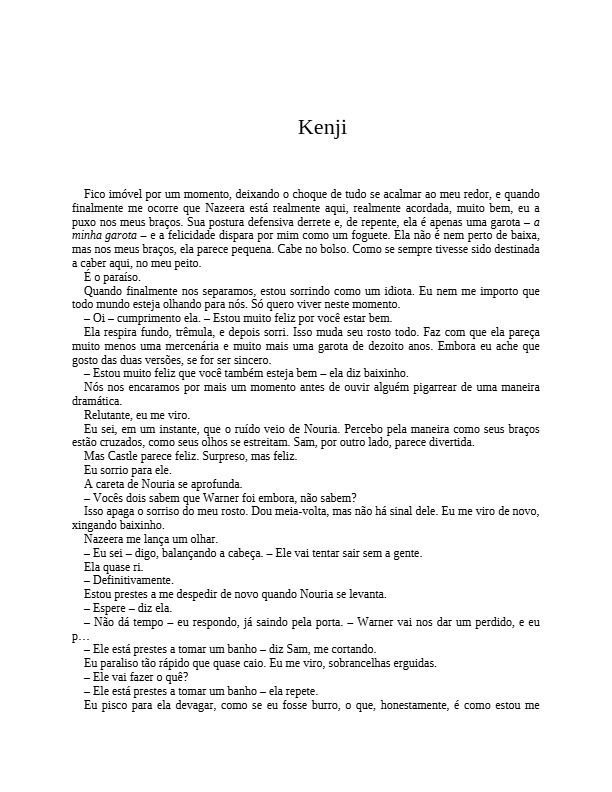 Kenji
Fico imóvel por um momento, deixando o choque de tudo se acalmar ao meu redor, e quando
finalmente me ocorre que Nazeera está realmente aqui, realmente acordada, muito bem, eu a
puxo nos meus braços. Sua postura defensiva derrete e, de repente, ela é apenas uma garota – a
minha garota – e a felicidade dispara por mim como um foguete. Ela não é nem perto de baixa,
mas nos meus braços, ela parece pequena. Cabe no bolso. Como se sempre tivesse sido destinada
a caber aqui, no meu peito.
É o paraíso.
Quando finalmente nos separamos, estou sorrindo como um idiota. Eu nem me importo que
todo mundo esteja olhando para nós. Só quero viver neste momento.
– Oi – cumprimento ela. – Estou muito feliz por você estar bem.
Ela respira fundo, trêmula, e depois sorri. Isso muda seu rosto todo. Faz com que ela pareça
muito menos uma mercenária e muito mais uma garota de dezoito anos. Embora eu ache que
gosto das duas versões, se for ser sincero.
– Estou muito feliz que você também esteja bem – ela diz baixinho.
Nós nos encaramos por mais um momento antes de ouvir alguém pigarrear de uma maneira
dramática.
Relutante, eu me viro.
Eu sei, em um instante, que o ruído veio de Nouria. Percebo pela maneira como seus braços
estão cruzados, como seus olhos se estreitam. Sam, por outro lado, parece divertida.
Mas Castle parece feliz. Surpreso, mas feliz.
Eu sorrio para ele.
A careta de Nouria se aprofunda.
– Vocês dois sabem que Warner foi embora, não sabem?
Isso apaga o sorriso do meu rosto. Dou meia-volta, mas não há sinal dele. Eu me viro de novo,
xingando baixinho.
Nazeera me lança um olhar.
– Eu sei – digo, balançando a cabeça. – Ele vai tentar sair sem a gente.
Ela quase ri.
– Definitivamente.
Estou prestes a me despedir de novo quando Nouria se levanta.
– Espere – diz ela.
– Não dá tempo – eu respondo, já saindo pela porta. – Warner vai nos dar um perdido, e eu
p…
– Ele está prestes a tomar um banho – diz Sam, me cortando.
Eu paraliso tão rápido que quase caio. Eu me viro, sobrancelhas erguidas.
– Ele vai fazer o quê?
– Ele está prestes a tomar um banho – ela repete.
Eu pisco para ela devagar, como se eu fosse burro, o que, honestamente, é como estou me